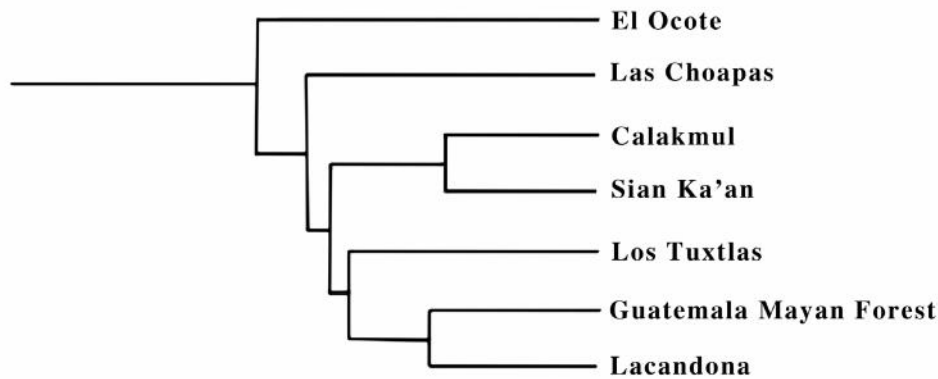 El Ocote
Las Choapas
Calakmul
Sian Ka’an
Los Tuxtlas
Guatemala Mayan Forest
Lacandona